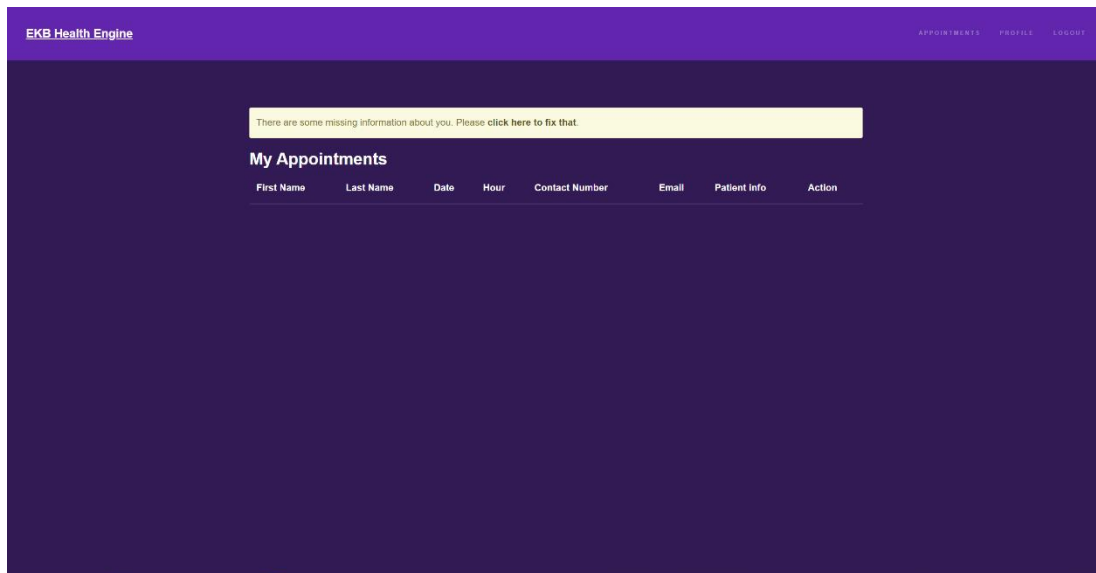 EKB Health Engine
APPOINTMENTS PROFILE LOGOUT
There are some missing information about you. Please click here to fix that.
My Appointments
First Name Last Name Date Hour Contact Number Email Patient Info Action